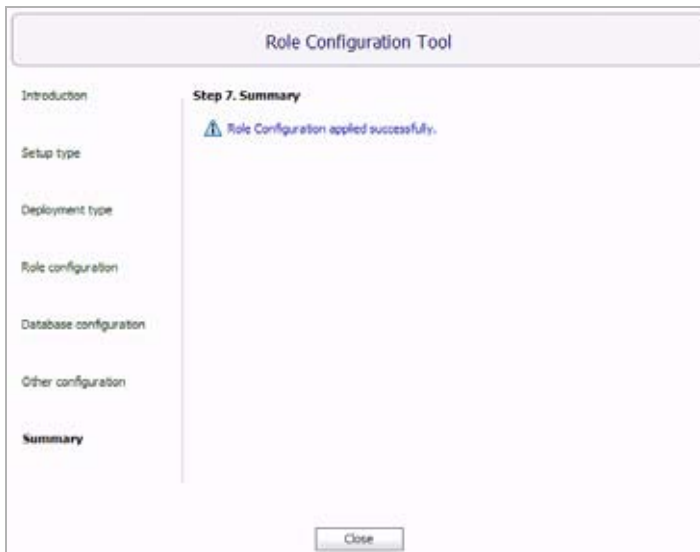 Role Configuration Tool
Introduction
Setup type
Deployment type
Role configuration
Database configuration
Other configuration
Summary
Step 7. Summary
Role Configuration applied successfully.
Close